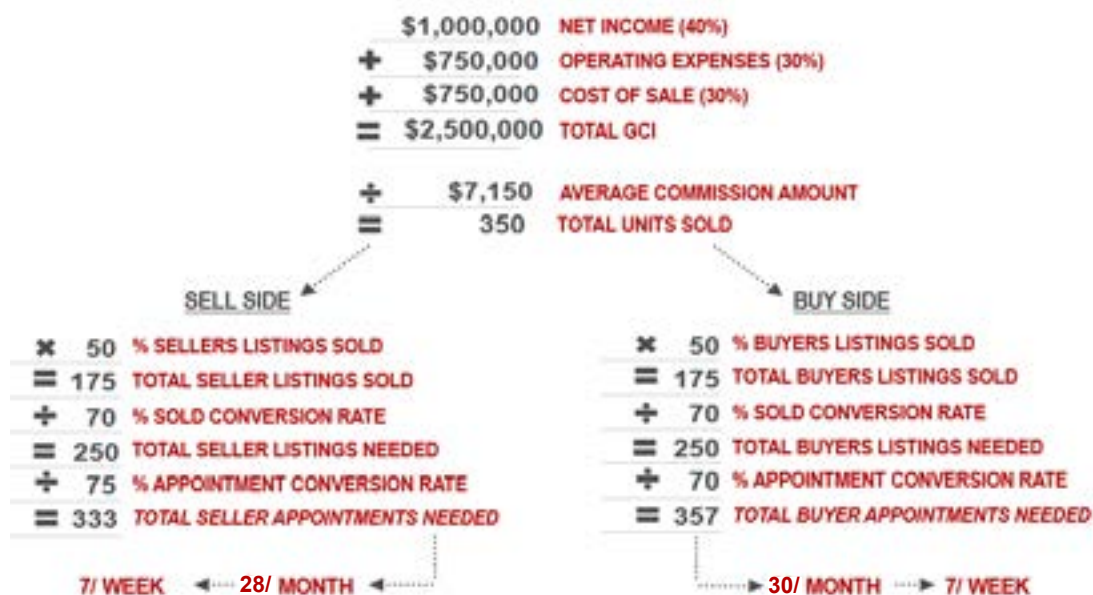 $1,000,000 NET INCOME (40%)
+ $750,000 OPERATING EXPENSES (30%)
+ $750,000 COST OF SALE (30%)
= $2,500,000 TOTAL GCI
÷ $7,150 AVERAGE COMMISSION AMOUNT
= 350 TOTAL UNITS SOLD
SELL SIDE
× 50 % SELLERS LISTINGS SOLD
= 175 TOTAL SELLER LISTINGS SOLD
÷ 70 % SOLD CONVERSION RATE
= 250 TOTAL SELLER LISTINGS NEEDED
÷ 75 % APPOINTMENT CONVERSION RATE
= 333 TOTAL SELLER APPOINTMENTS NEEDED
7/ WEEK 28/ MONTH
BUY SIDE
× 50 % BUYERS LISTINGS SOLD
= 175 TOTAL BUYERS LISTINGS SOLD
÷ 70 % SOLD CONVERSION RATE
= 250 TOTAL BUYERS LISTINGS NEEDED
÷ 70 % APPOINTMENT CONVERSION RATE
= 357 TOTAL BUYER APPOINTMENTS NEEDED
30/ MONTH 7/ WEEK